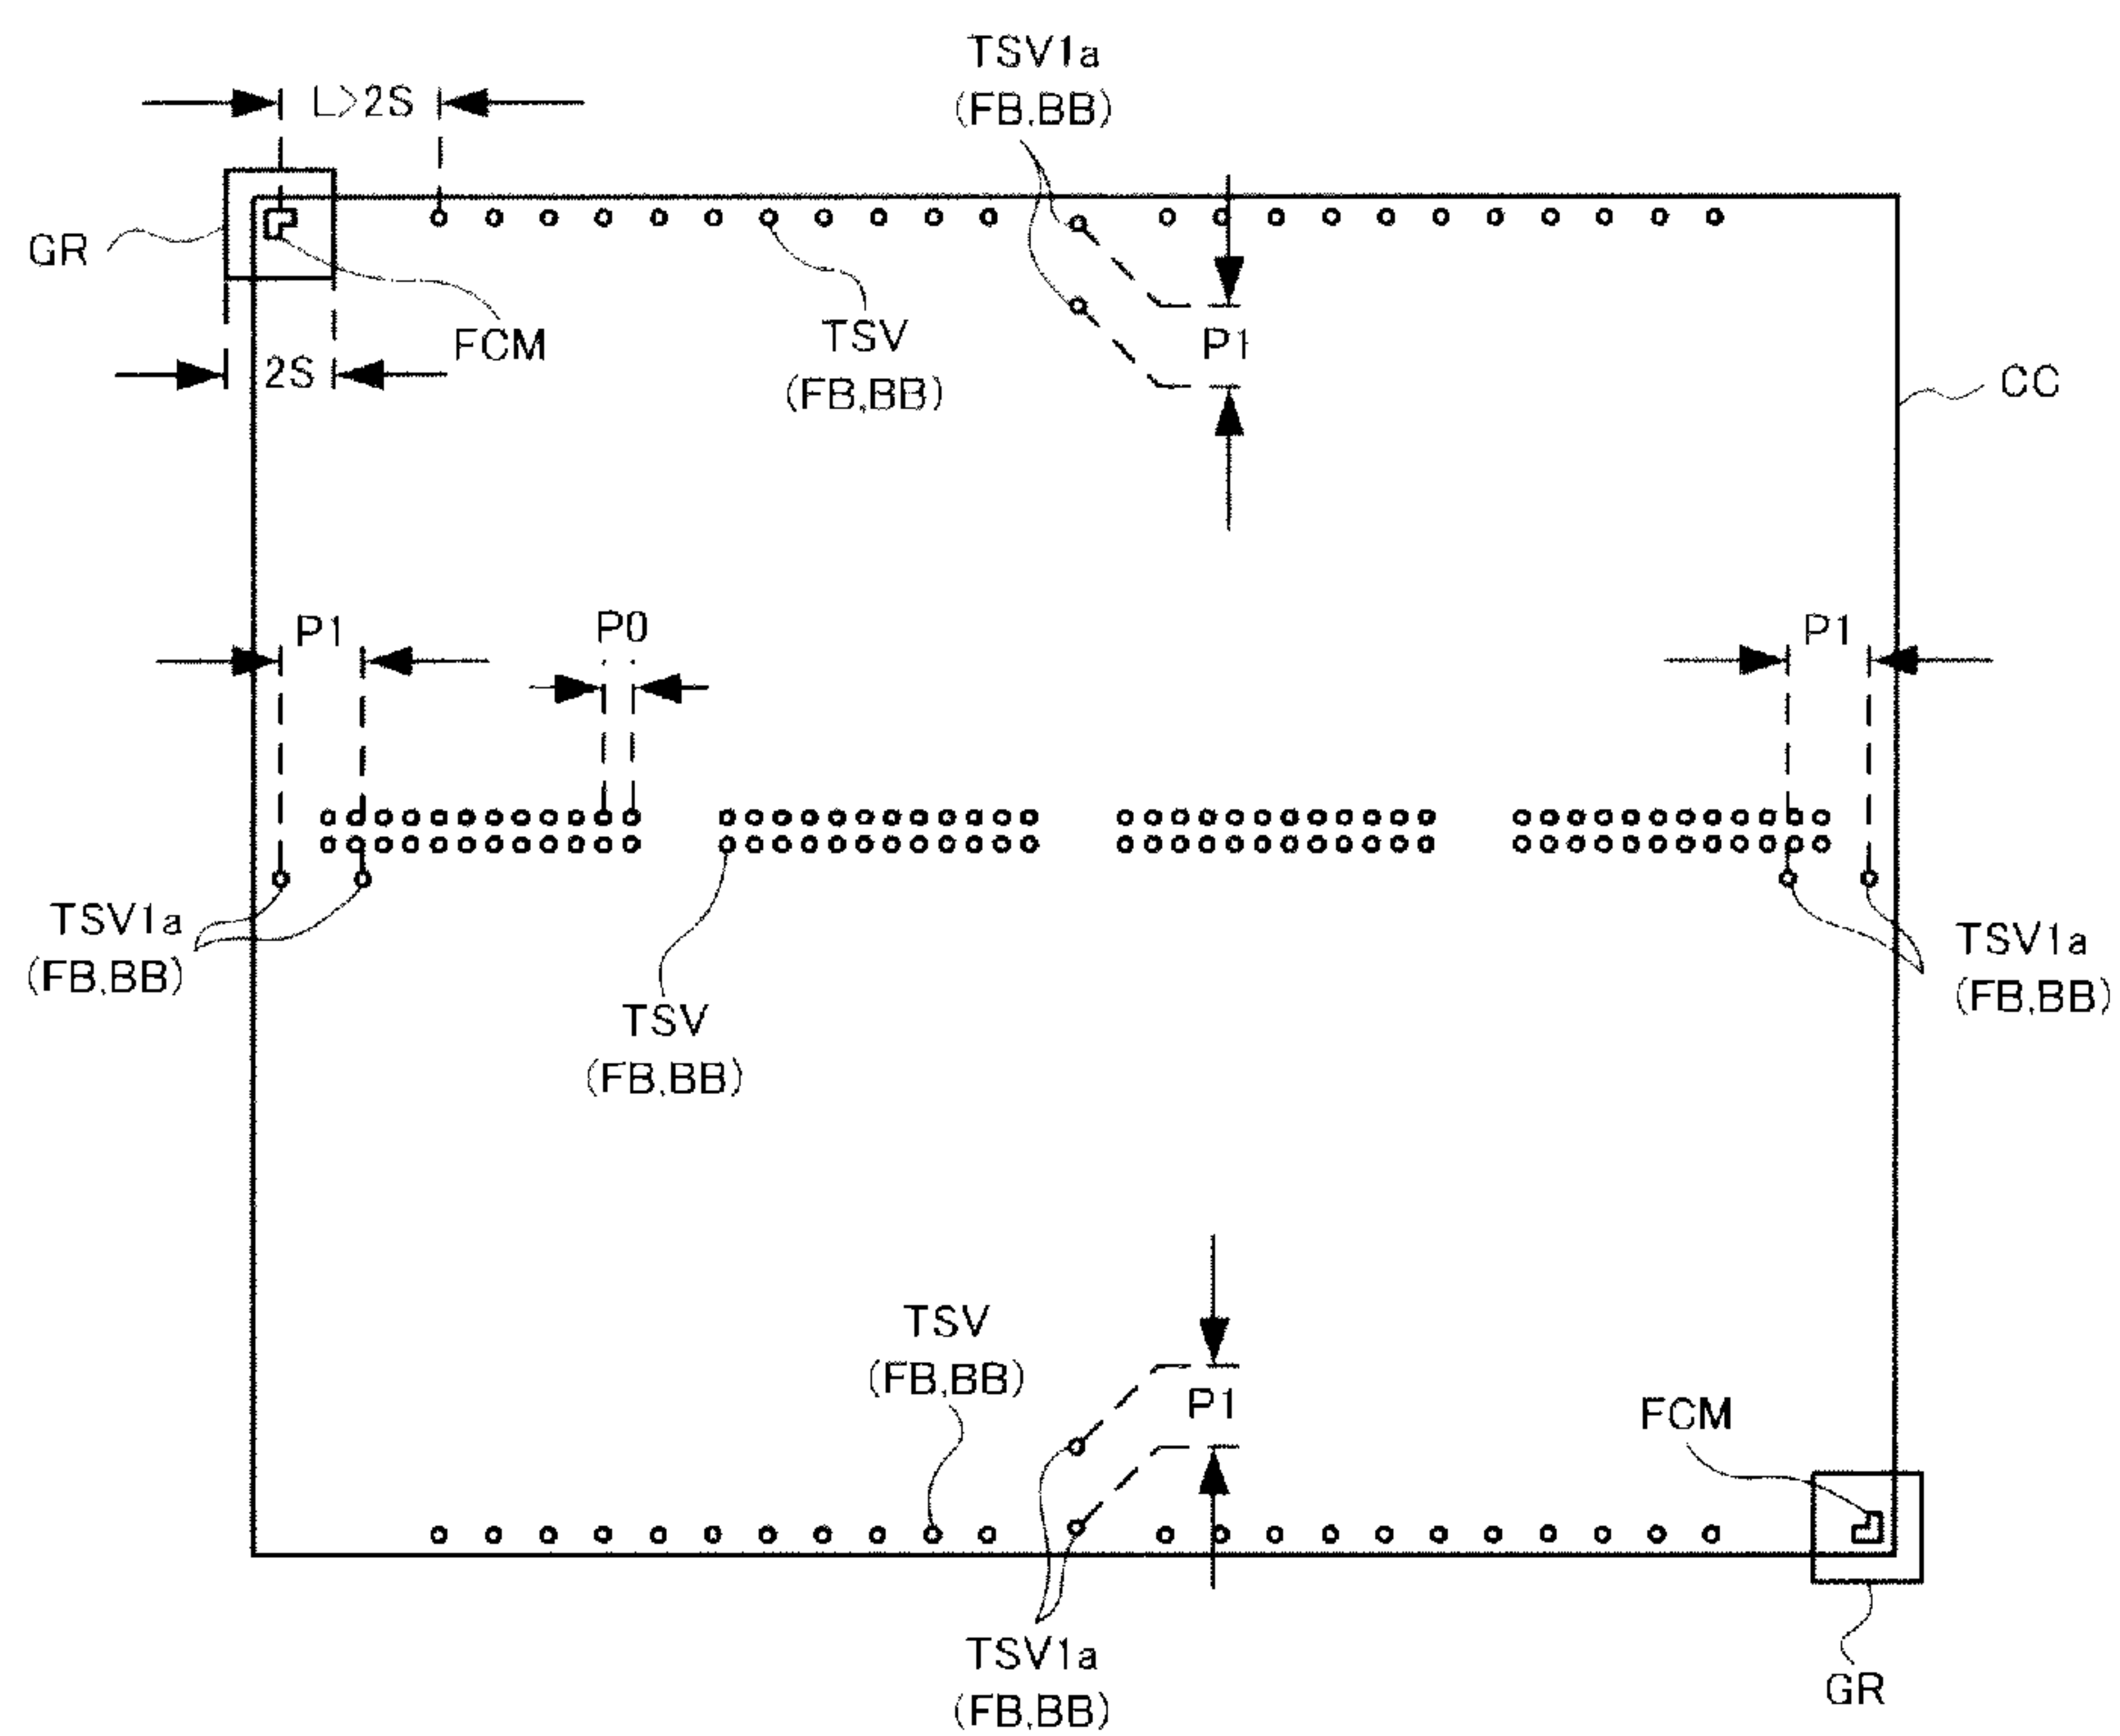 TSV1a
(FB,BB)
L>2S
GR
FCM
TSV
(FB,BB)
P1
2S
CC
P1
P0
P1
TSV1a
(FB,BB)
TSV1a
(FB,BB)
TSV
(FB,BB)
TSV
(FB,BB)
P1
FCM
TSV1a
(FB,BB)
GR